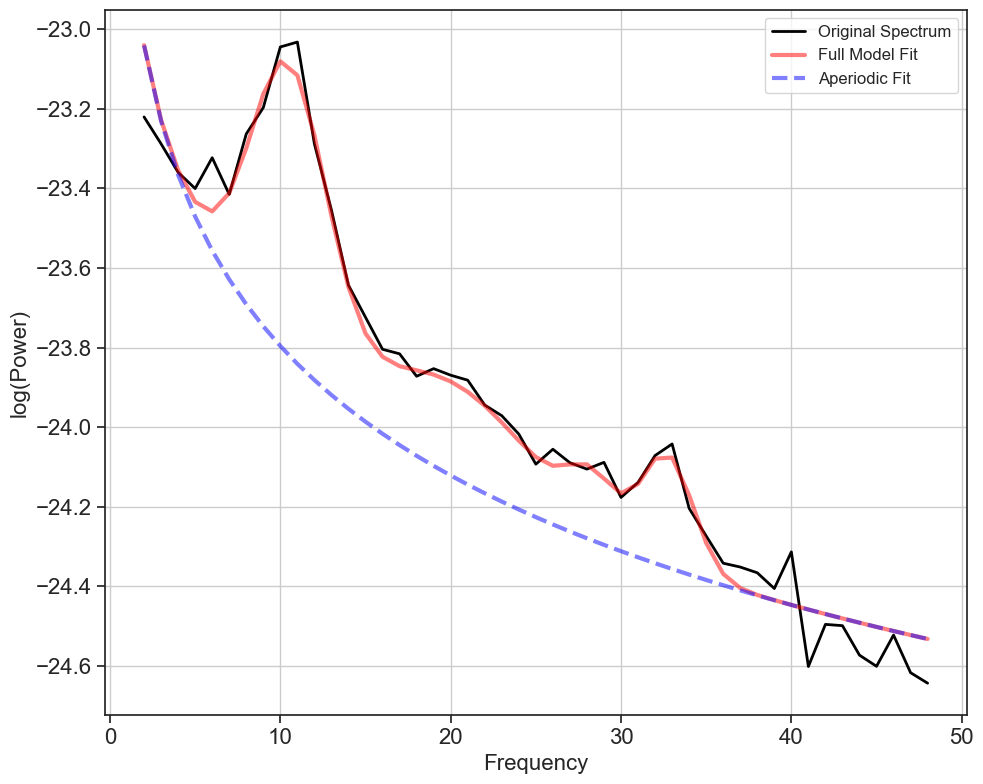 Original Spectrum
Full Model Fit
Aperiodic Fit
log(Power)
−23.0
−23.2
−23.4
−23.6
−23.8
−24.0
−24.2
−24.4
−24.6
0 10 20 30 40 50
Frequency